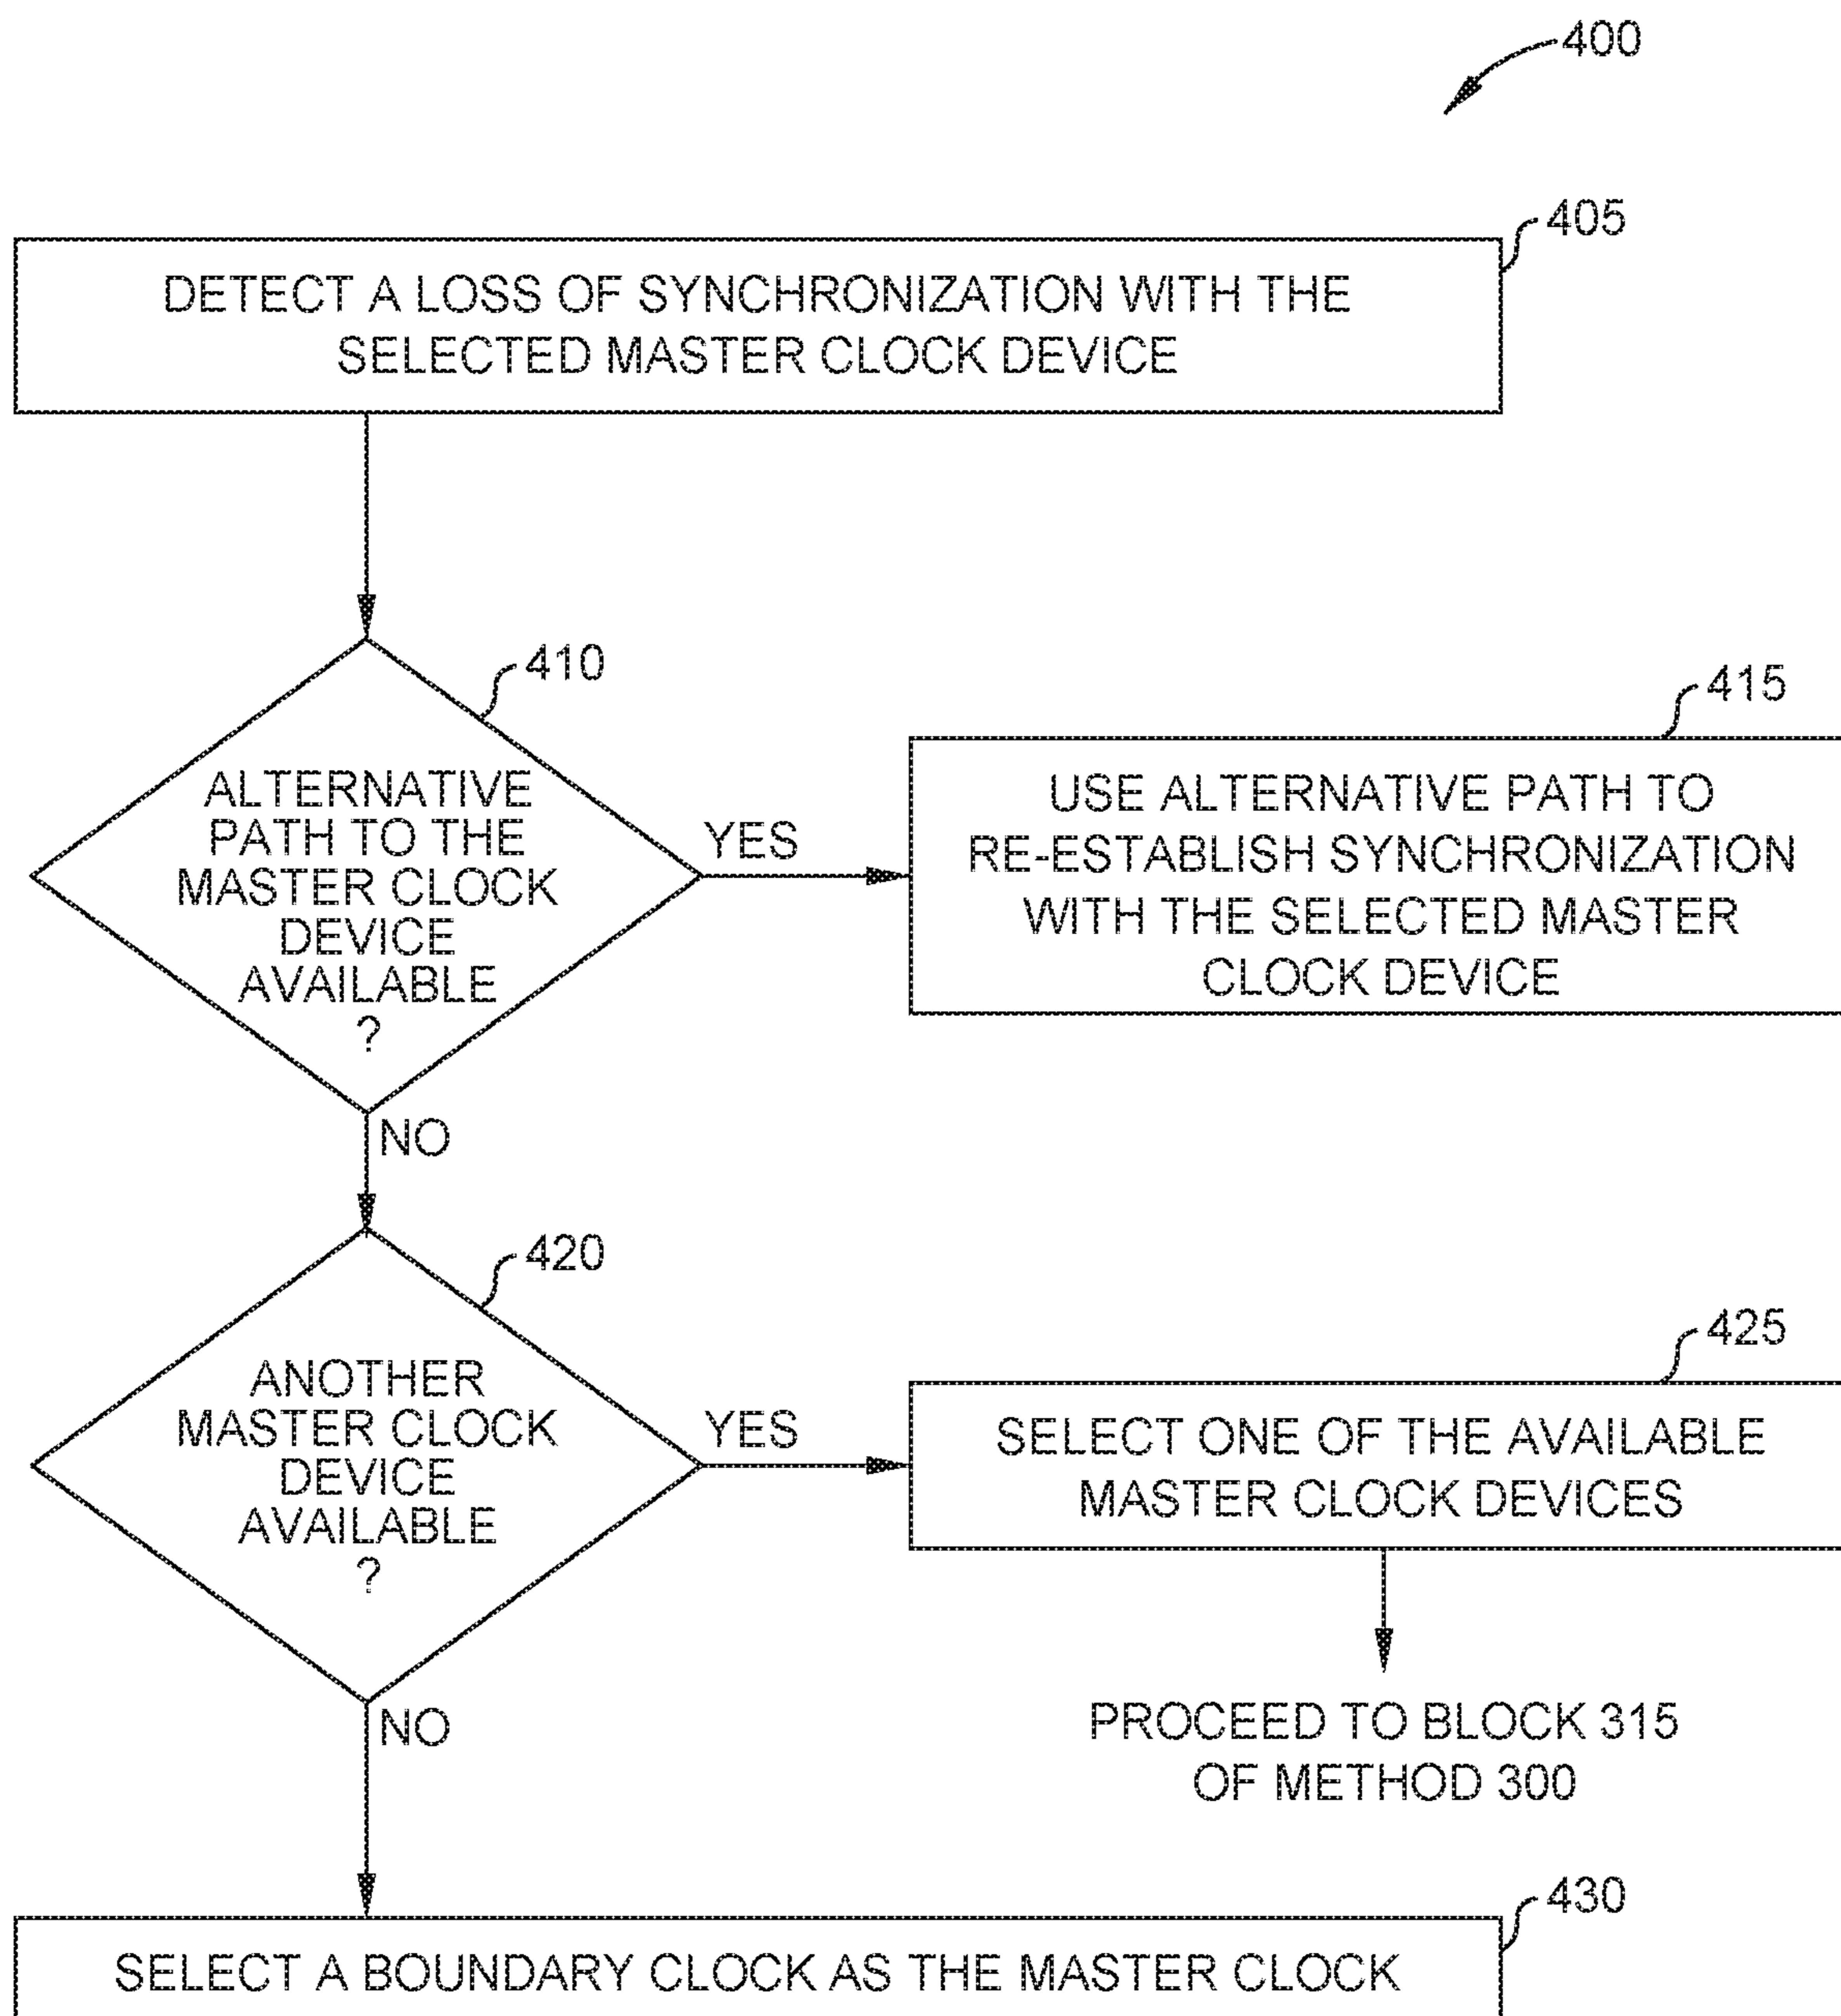 400
405
DETECT A LOSS OF SYNCHRONIZATION WITH THE
SELECTED MASTER CLOCK DEVICE
410
ALTERNATIVE
PATH TO THE
MASTER CLOCK
DEVICE
AVAILABLE
?
YES
415
USE ALTERNATIVE PATH TO
RE-ESTABLISH SYNCHRONIZATION
WITH THE SELECTED MASTER
CLOCK DEVICE
NO
420
ANOTHER
MASTER CLOCK
DEVICE
AVAILABLE
?
YES
425
SELECT ONE OF THE AVAILABLE
MASTER CLOCK DEVICES
PROCEED TO BLOCK 315
OF METHOD 300
NO
430
SELECT A BOUNDARY CLOCK AS THE MASTER CLOCK